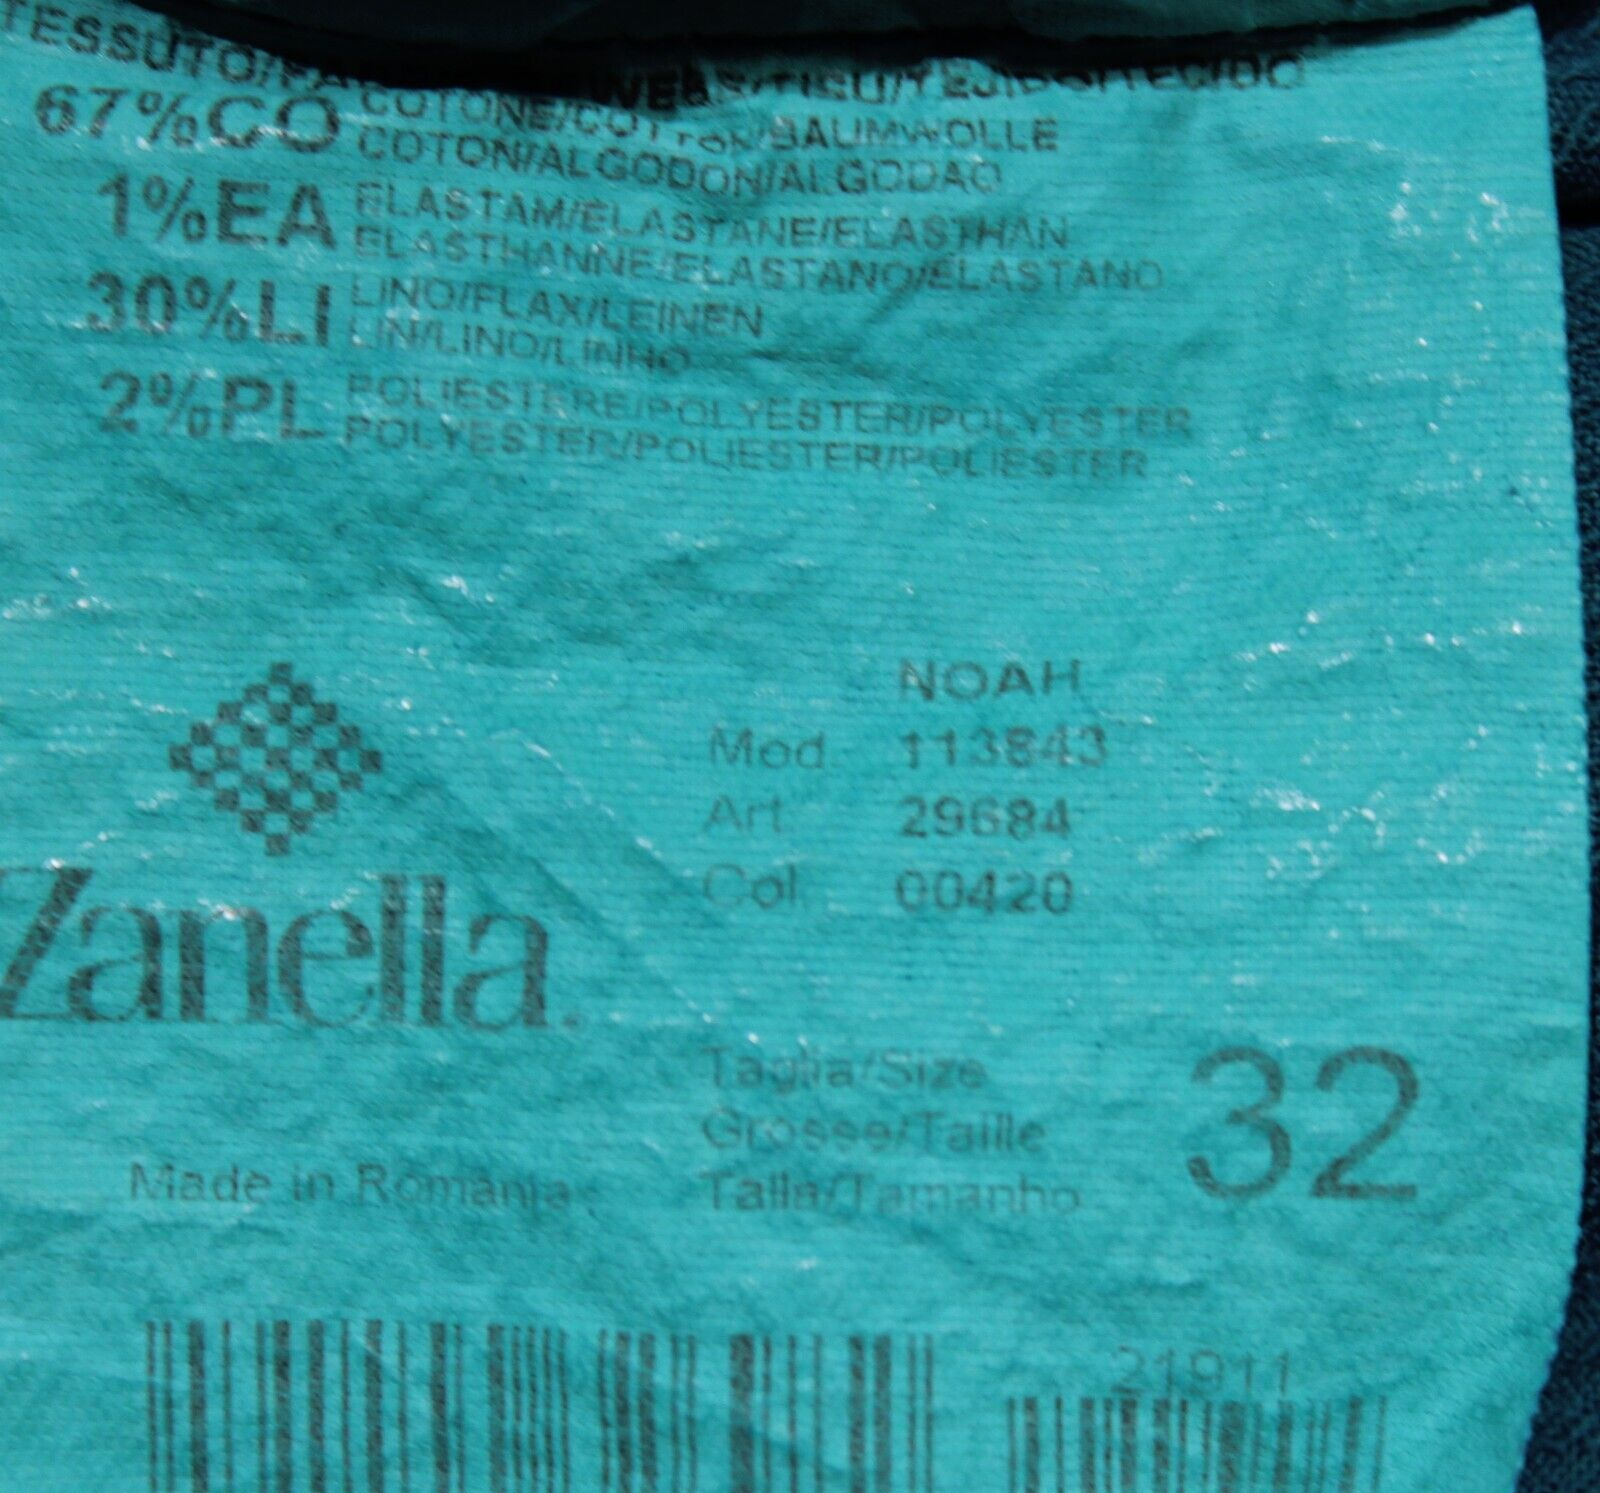 67%CO COTONE/COTTON/BAUMWOLLE
COTON/ALGODON/ALGODAO
1%EA ELASTAM/ELASTANE/ELASTHAN
ELASTHANNE/ELASTANO/ELASTANO
30%LI LINO/FLAX/LEINEN
LIN/LINO/LINHO
2%PL POLIESTERE/POLYESTER/POLYESTER
POLYESTER/POLIESTER/POLIESTER
NOAH
Mod. 113843
Art. 29684
Col. 00420
Zanella
Taglia/Size
Grosse/Taille
Talla/Tamanho
32
Made in Romania
21911